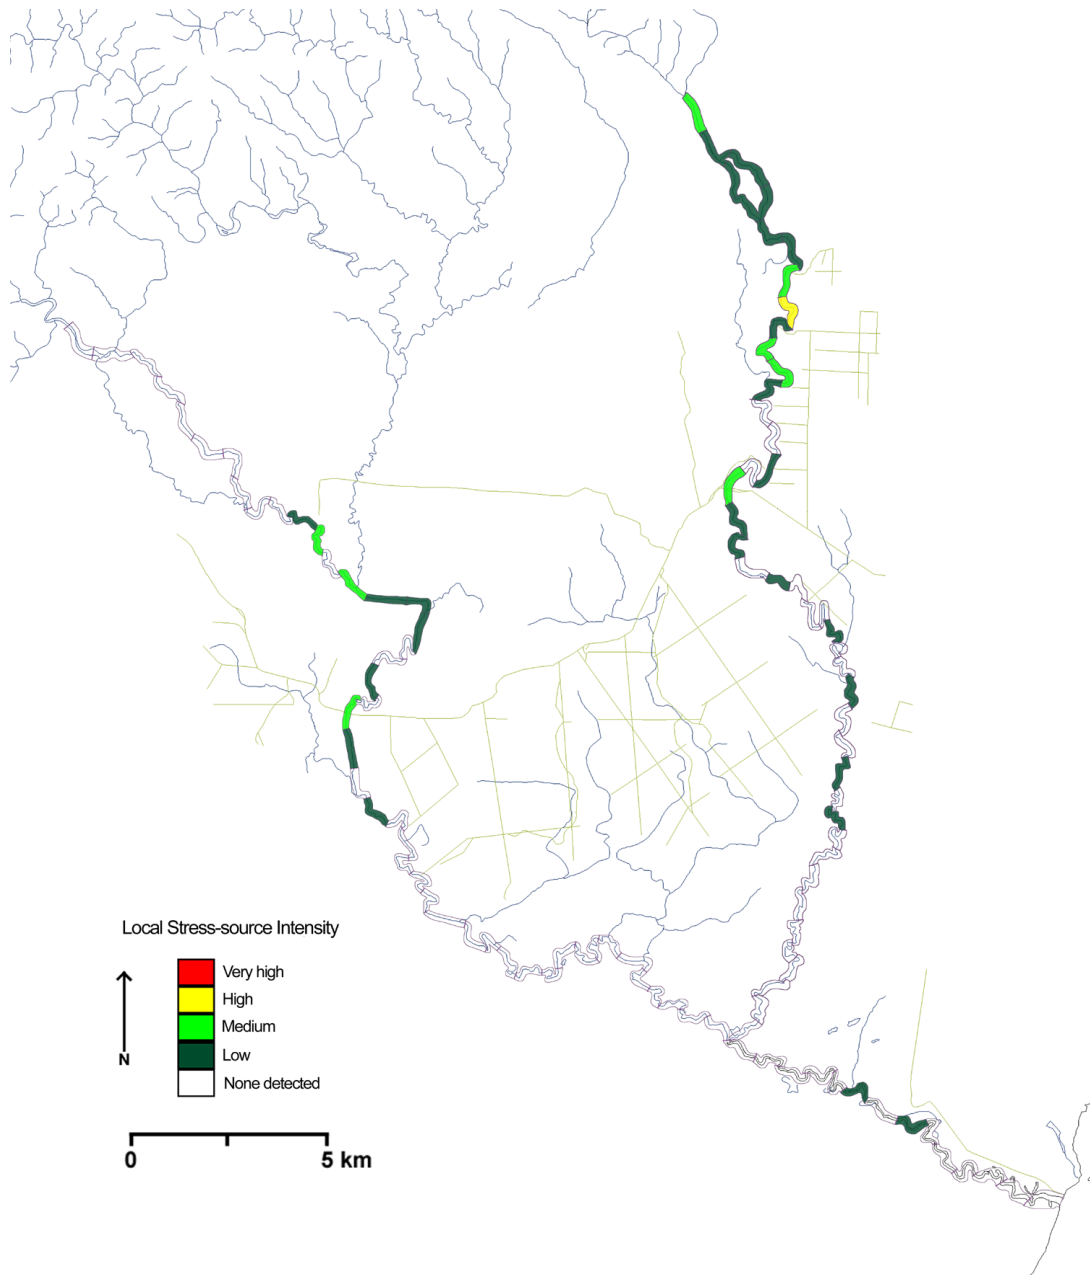 Local Stress-source Intensity
Very high
High
Medium
Low
None detected
N
0 5 km